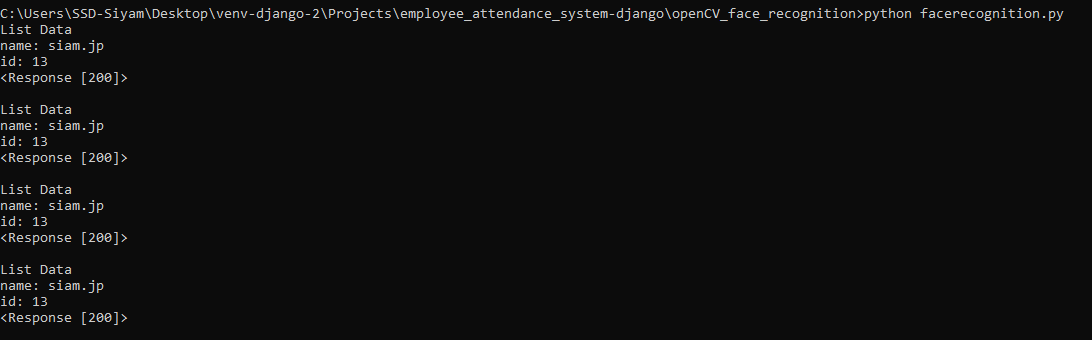 C:\Users\SSD-Siyam\Desktop\venv-django-2\Projects\employee_attendance_system-django\openCV_face_recognition>python facerecognition.py
List Data
name: siam.jp
id: 13
<Response [200]>
List Data
name: siam.jp
id: 13
<Response [200]>
List Data
name: siam.jp
id: 13
<Response [200]>
List Data
name: siam.jp
id: 13
<Response [200]>